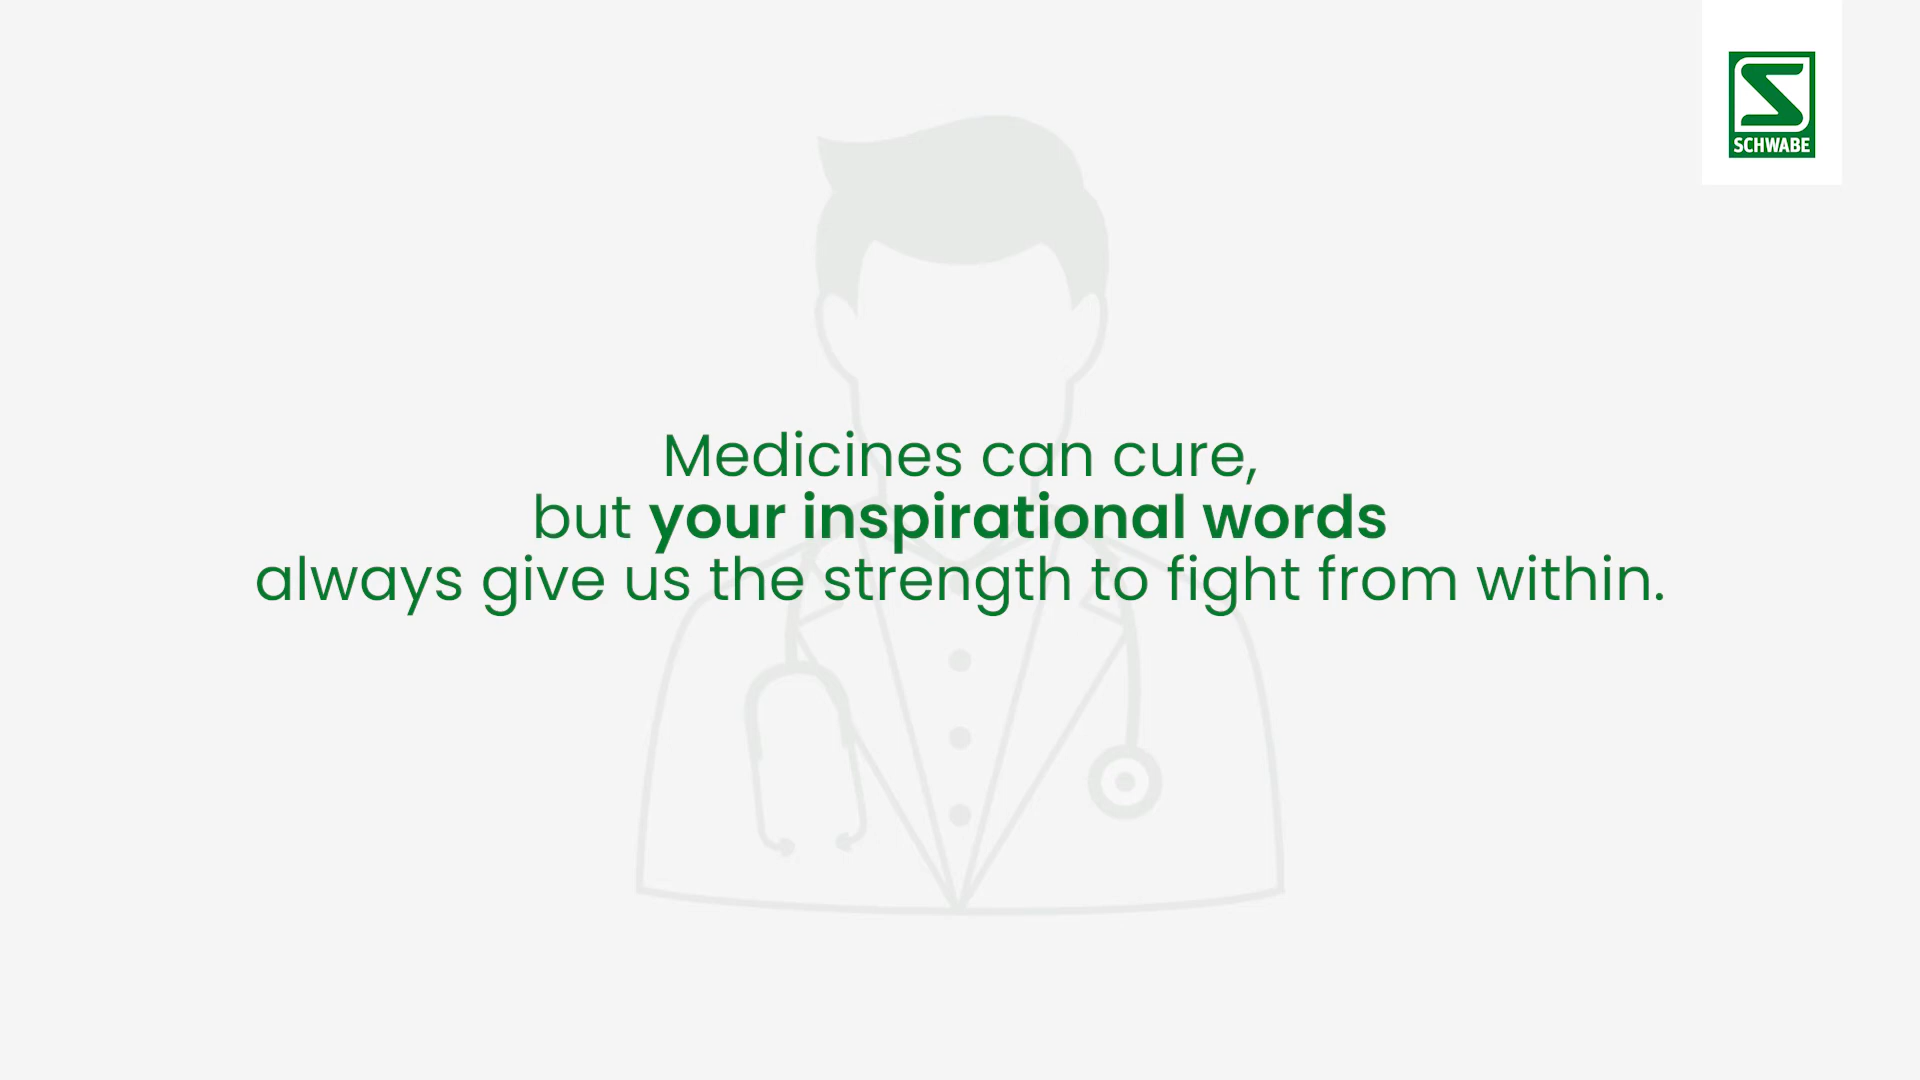 SCHWABE
Medicines can cure,
but your inspirational words
always give us the strength to fight from within.